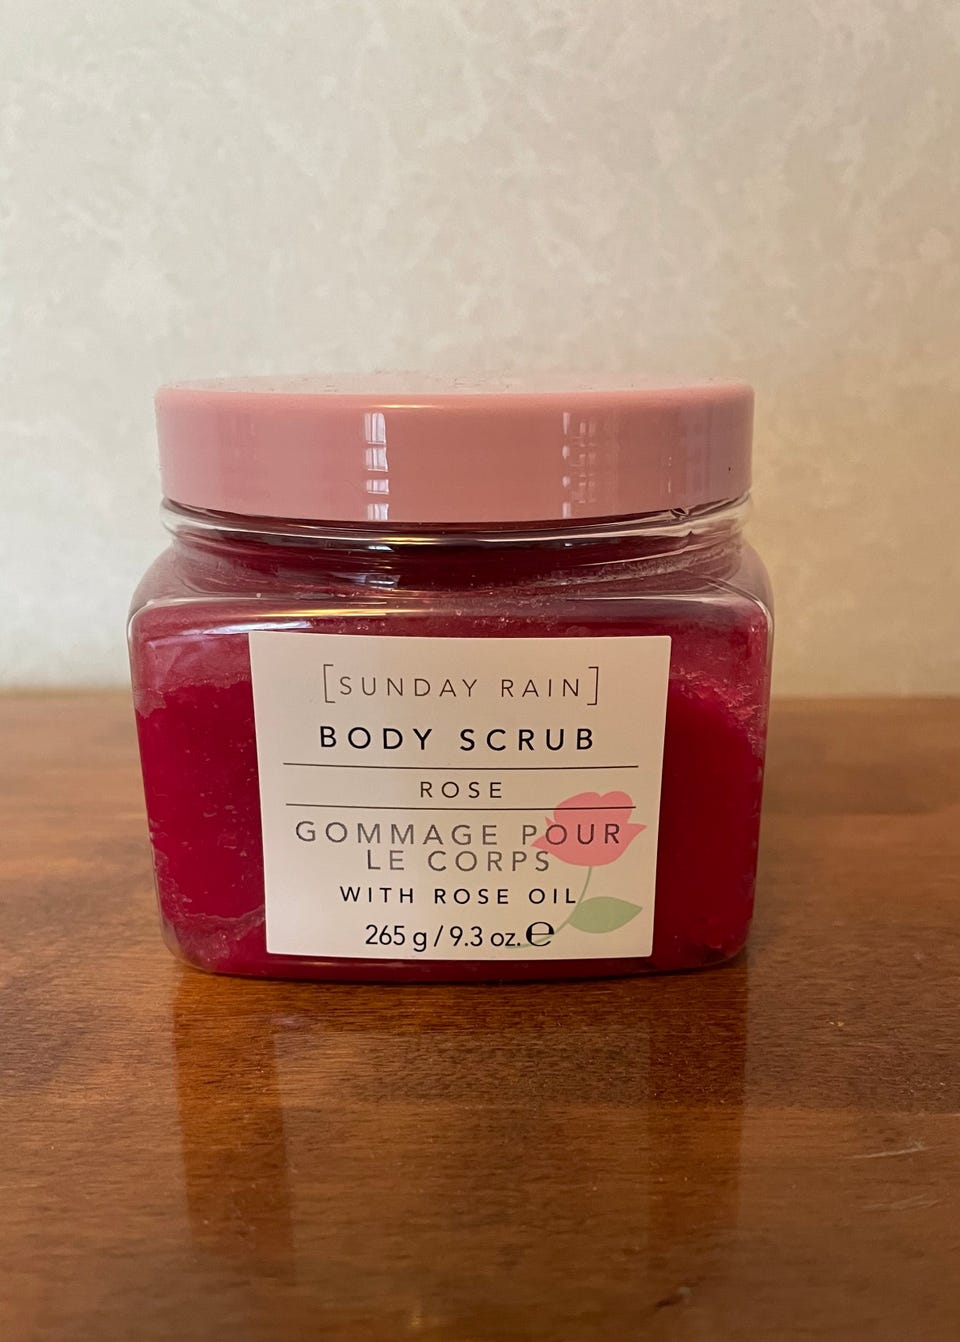 [SUNDAY RAIN]
BODY SCRUB
ROSE
GOMMAGE POUR
LE CORPS
WITH ROSE OIL
265 g / 9.3 oz. ℮